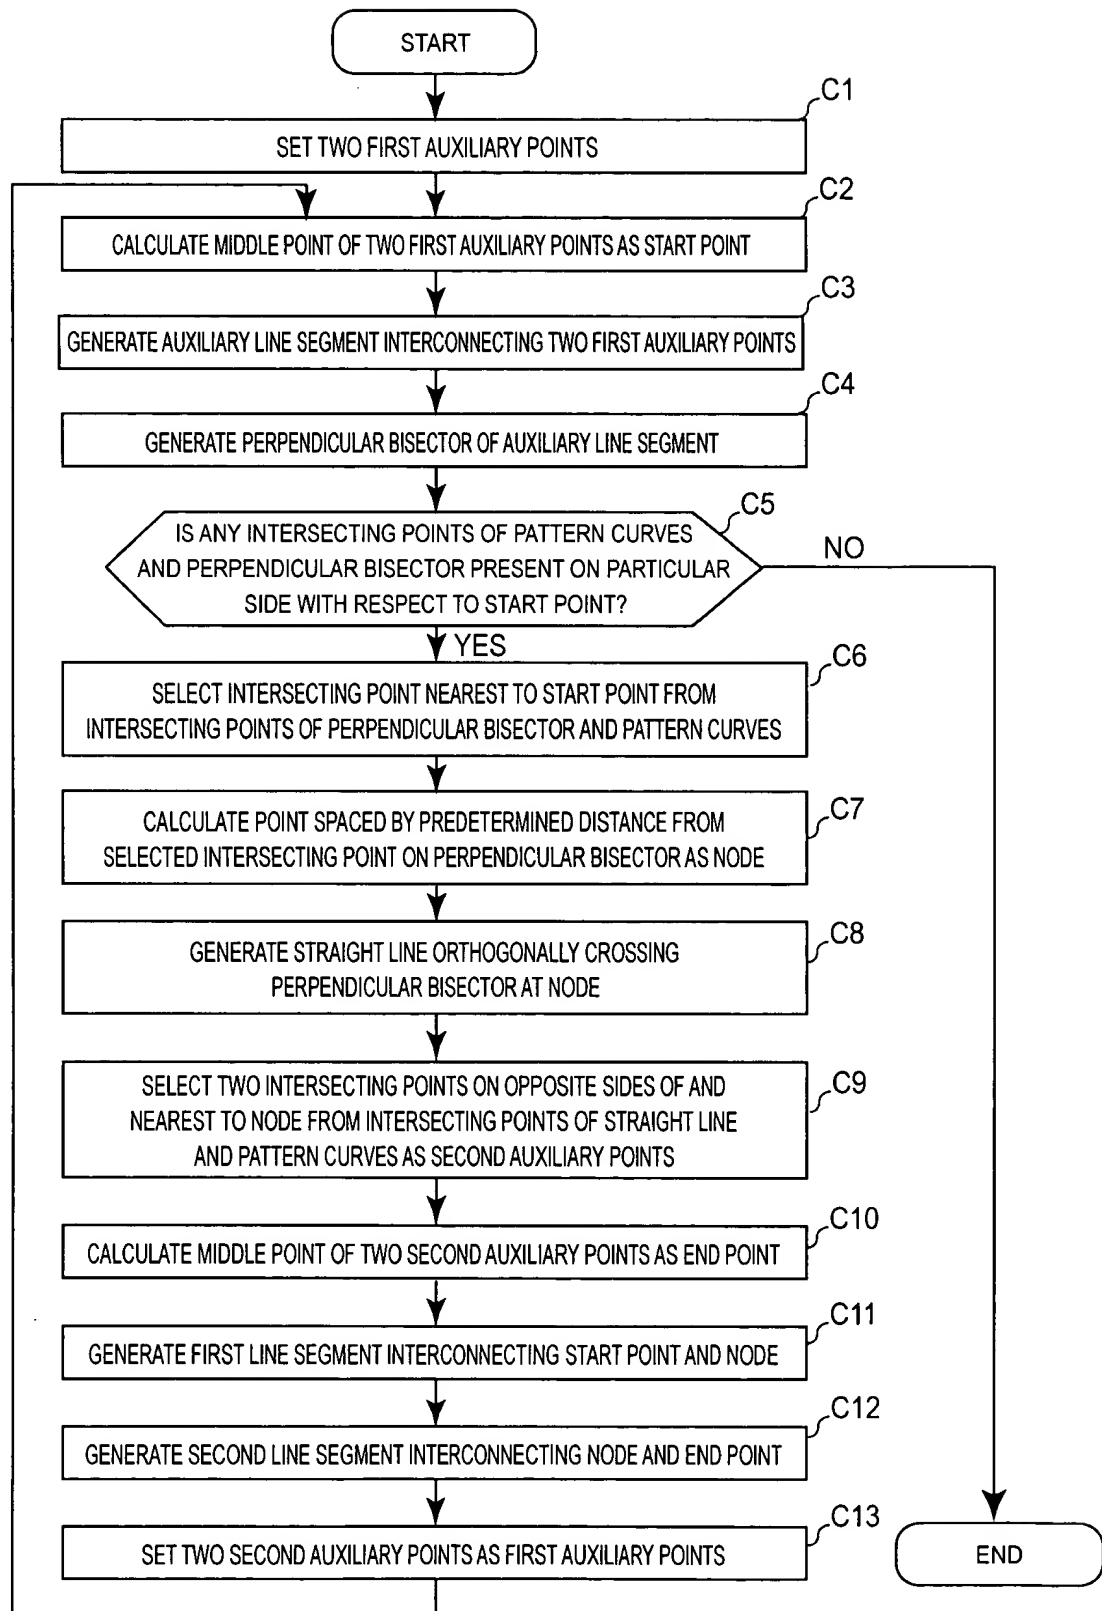 START
C1
SET TWO FIRST AUXILIARY POINTS
C2
CALCULATE MIDDLE POINT OF TWO FIRST AUXILIARY POINTS AS START POINT
C3
GENERATE AUXILIARY LINE SEGMENT INTERCONNECTING TWO FIRST AUXILIARY POINTS
C4
GENERATE PERPENDICULAR BISECTOR OF AUXILIARY LINE SEGMENT
C5
IS ANY INTERSECTING POINTS OF PATTERN CURVES
AND PERPENDICULAR BISECTOR PRESENT ON PARTICULAR
SIDE WITH RESPECT TO START POINT?
NO
YES
C6
SELECT INTERSECTING POINT NEAREST TO START POINT FROM
INTERSECTING POINTS OF PERPENDICULAR BISECTOR AND PATTERN CURVES
C7
CALCULATE POINT SPACED BY PREDETERMINED DISTANCE FROM
SELECTED INTERSECTING POINT ON PERPENDICULAR BISECTOR AS NODE
C8
GENERATE STRAIGHT LINE ORTHOGONALLY CROSSING
PERPENDICULAR BISECTOR AT NODE
C9
SELECT TWO INTERSECTING POINTS ON OPPOSITE SIDES OF AND
NEAREST TO NODE FROM INTERSECTING POINTS OF STRAIGHT LINE
AND PATTERN CURVES AS SECOND AUXILIARY POINTS
C10
CALCULATE MIDDLE POINT OF TWO SECOND AUXILIARY POINTS AS END POINT
C11
GENERATE FIRST LINE SEGMENT INTERCONNECTING START POINT AND NODE
C12
GENERATE SECOND LINE SEGMENT INTERCONNECTING NODE AND END POINT
C13
SET TWO SECOND AUXILIARY POINTS AS FIRST AUXILIARY POINTS
END